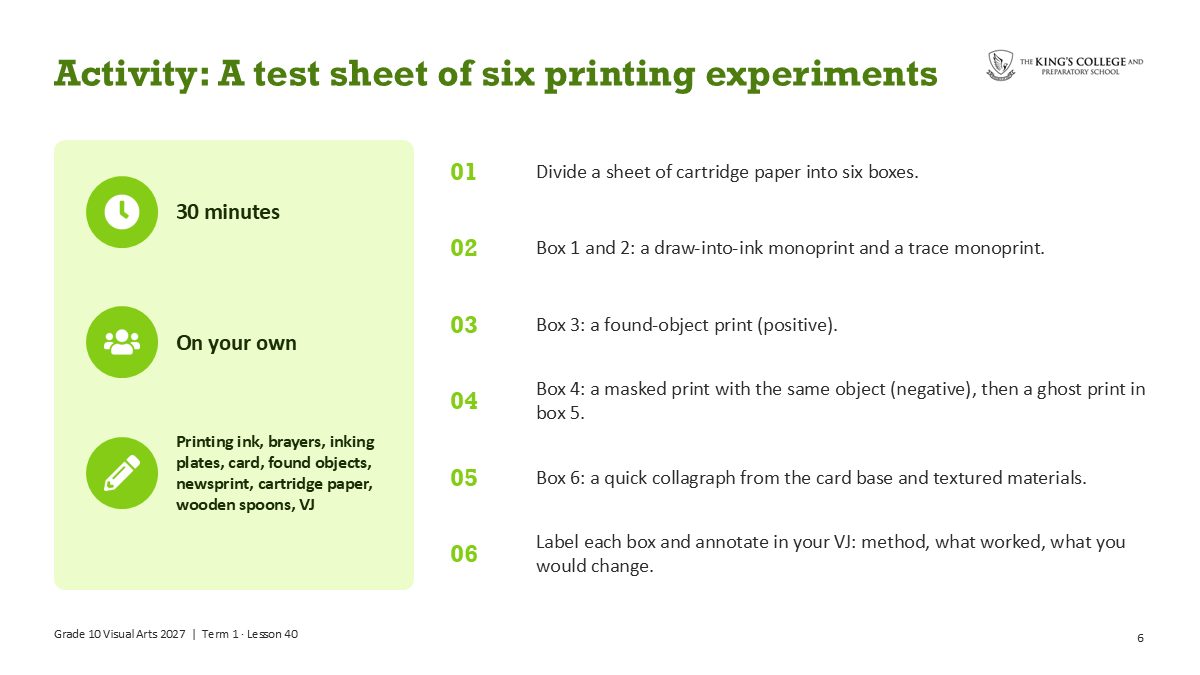 Activity: A test sheet of six printing experiments
THE KING'S COLLEGE AND
PREPARATORY SCHOOL
30 minutes
On your own
Printing ink, brayers, inking
plates, card, found objects,
newsprint, cartridge paper,
wooden spoons, VJ
01
Divide a sheet of cartridge paper into six boxes.
02
Box 1 and 2: a draw-into-ink monoprint and a trace monoprint.
03
Box 3: a found-object print (positive).
04
Box 4: a masked print with the same object (negative), then a ghost print in
box 5.
05
Box 6: a quick collagraph from the card base and textured materials.
06
Label each box and annotate in your VJ: method, what worked, what you
would change.
Grade 10 Visual Arts 2027 | Term 1 · Lesson 40
6